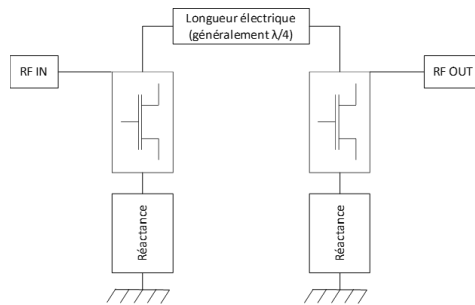 Longueur électrique
(généralement λ/4)
RF IN
RF OUT
Réactance
Réactance